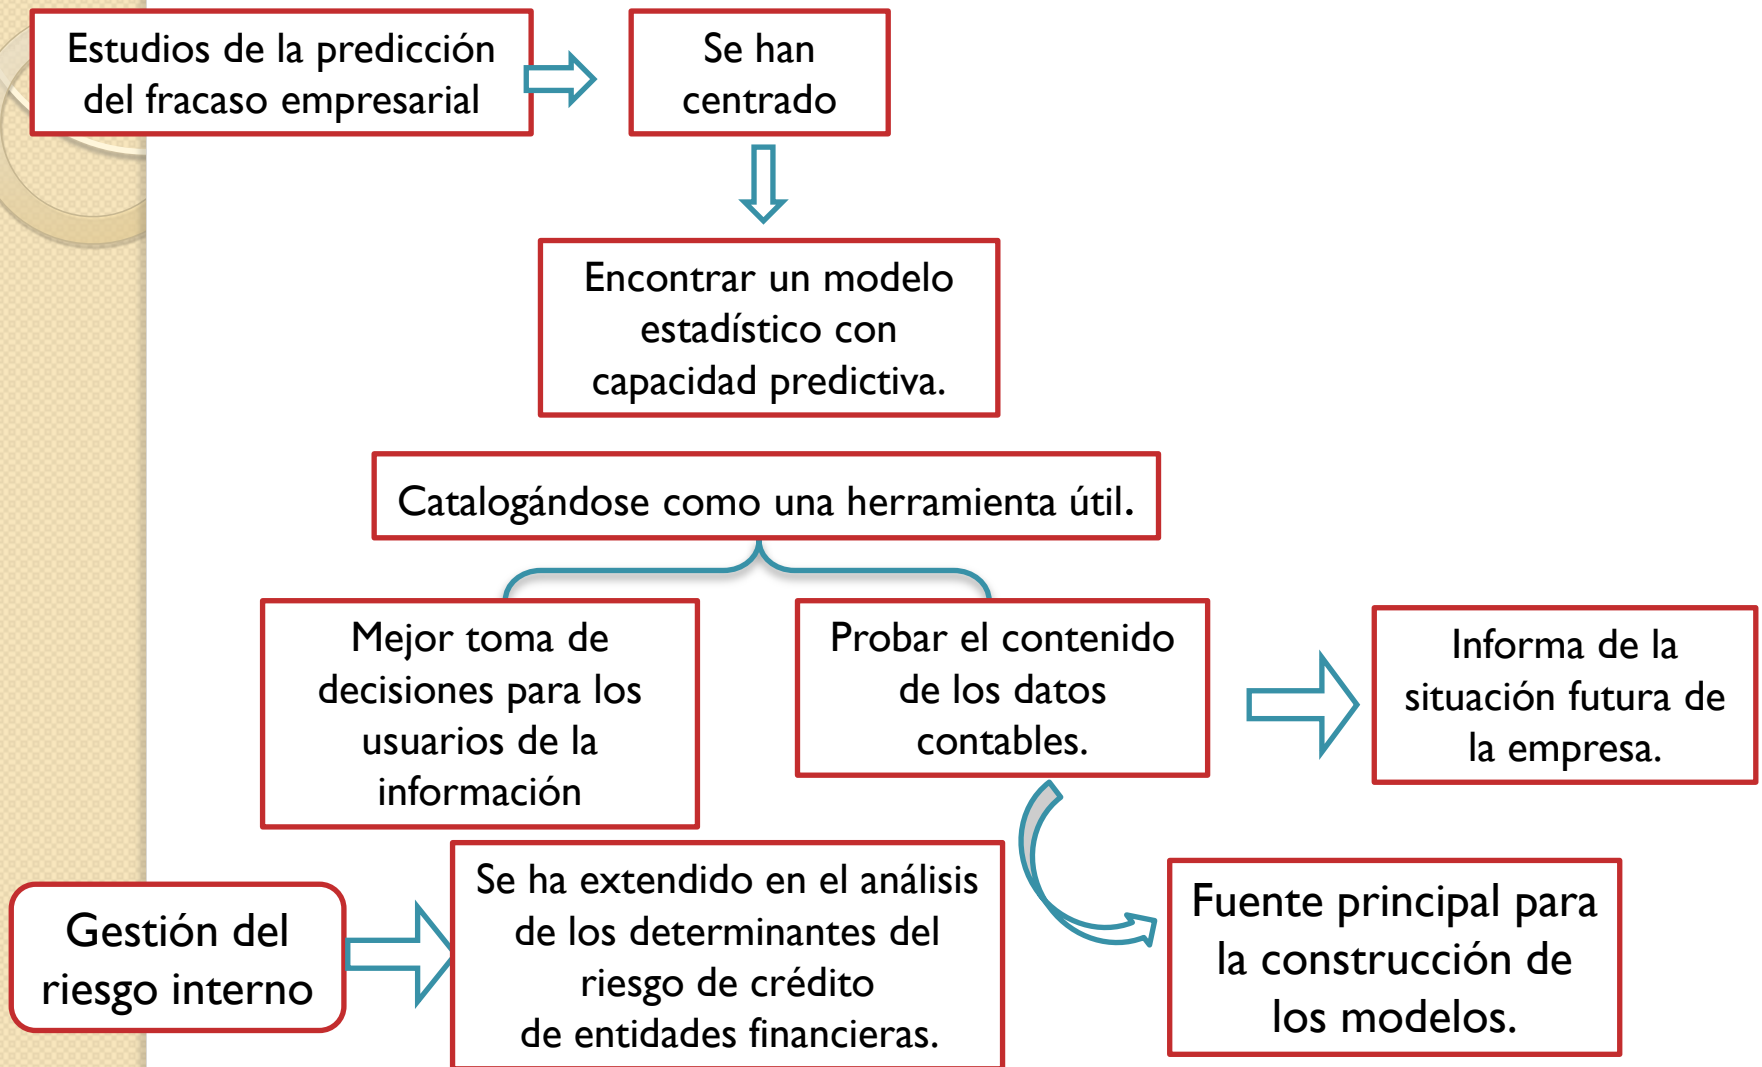 Estudios de la predicción
del fracaso empresarial
Se han
centrado
Encontrar un modelo
estadístico con
capacidad predictiva.
Catalogándose como una herramienta útil.
Mejor toma de
decisiones para los
usuarios de la
información
Probar el contenido
de los datos
contables.
Informa de la
situación futura de
la empresa.
Gestión del
riesgo interno
Se ha extendido en el análisis
de los determinantes del
riesgo de crédito
de entidades financieras.
Fuente principal para
la construcción de
los modelos.